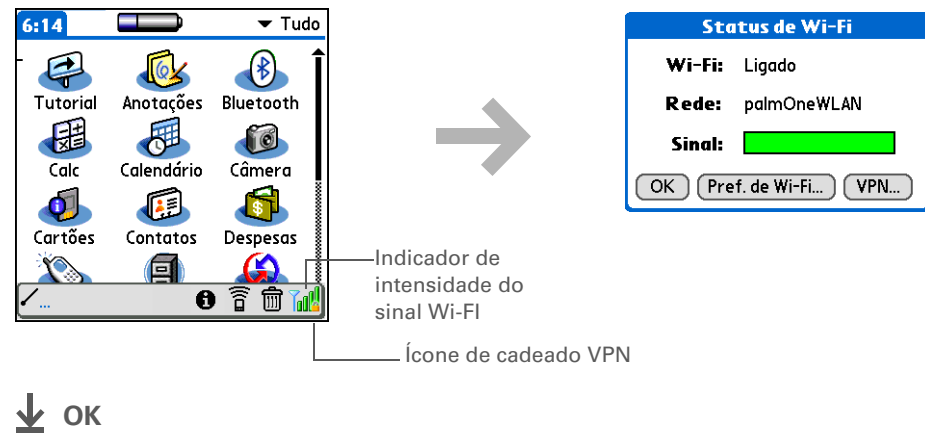 6:14 Tudo
Tutorial Anotações Bluetooth
Calc Calendário Câmera
Cartões Contatos Despesas
...
Status de Wi-Fi
Wi-Fi: Ligado
Rede: palmOneWLAN
Sinal:
OK Pref. de Wi-Fi... VPN...
Indicador de
intensidade do
sinal Wi-FI
Ícone de cadeado VPN
OK